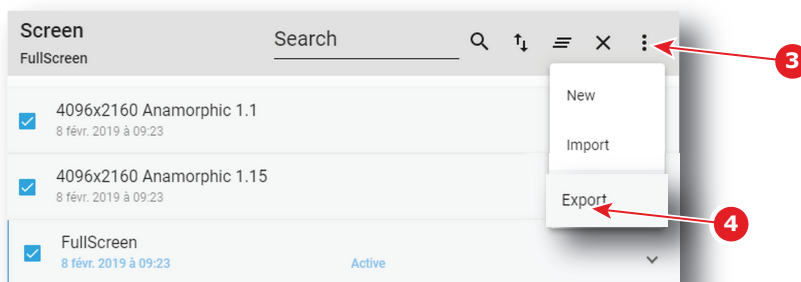 Screen
FullScreen
Search
3
New
Import
Export
4
4096x2160 Anamorphic 1.1
8 févr. 2019 à 09:23
4096x2160 Anamorphic 1.15
8 févr. 2019 à 09:23
FullScreen
8 févr. 2019 à 09:23
Active